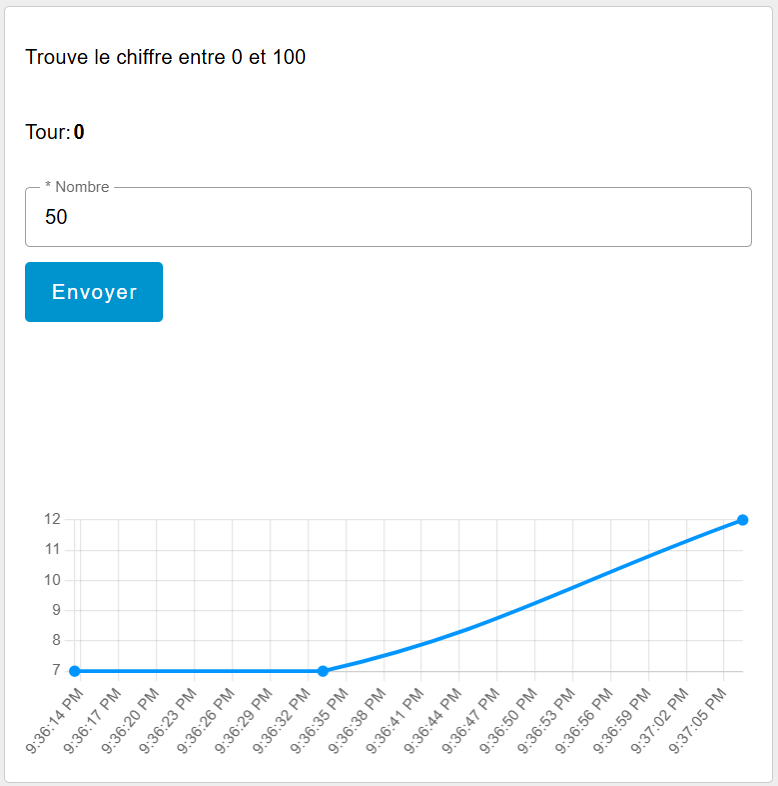 Trouve le chiffre entre 0 et 100
Tour: 0
* Nombre
50
Envoyer
12
11
10
9
8
7
9:36:14 PM
9:36:17 PM
9:36:20 PM
9:36:23 PM
9:36:26 PM
9:36:29 PM
9:36:32 PM
9:36:35 PM
9:36:38 PM
9:36:41 PM
9:36:44 PM
9:36:47 PM
9:36:50 PM
9:36:53 PM
9:36:56 PM
9:36:59 PM
9:37:02 PM
9:37:05 PM